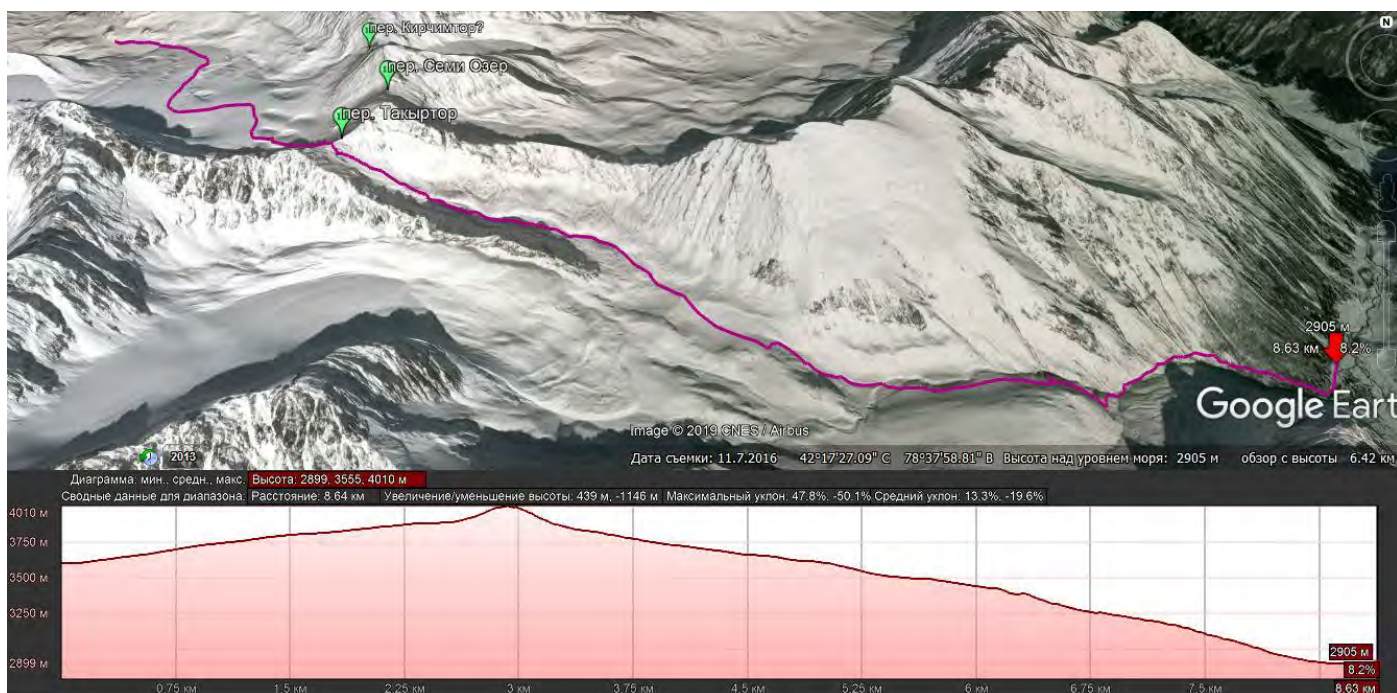 N
пер. Кирчимтор?
пер. Семи Озер
пер. Такыртор
2905 м
8.63 км 8.2%
Google Eart
Image © 2019 CNES / Airbus
2013
Дата съемки: 11.7.2016 42°17'27.09" С 78°37'58.81" В Высота над уровнем моря: 2905 м обзор с высоты 6.42 км
Диаграмма: мин., средн., макс. Высота: 2899, 3555, 4010 м
Сводные данные для диапазона: Расстояние: 8.64 км Увеличение/уменьшение высоты: 439 м, -1146 м Максимальный уклон: 47.8%, -50.1% Средний уклон: 13.3%, -19.6%
4010 м
3750 м
3500 м
3250 м
2899 м
2905 м
8.2%
0.75 км 1.5 км 2.25 км 3 км 3.75 км 4.5 км 5.25 км 6 км 6.75 км 7.5 км 8.63 км